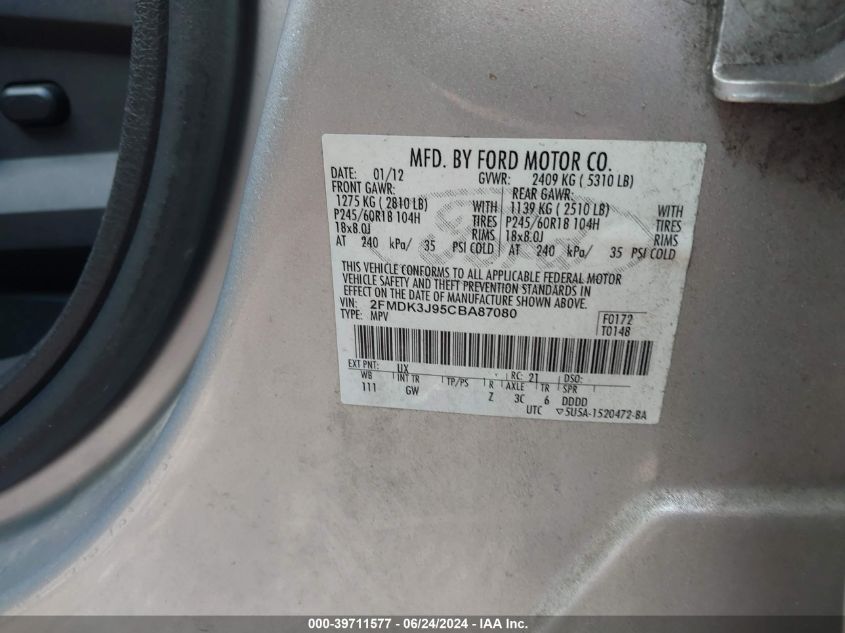 MFD. BY FORD MOTOR CO.
DATE: 01/12 GVWR: 2409 KG ( 5310 LB)
FRONT GAWR: REAR GAWR:
1275 KG ( 2810 LB) WITH 1139 KG ( 2510 LB) WITH
P245/60R18 104H TIRES P245/60R18 104H TIRES
18x8.0J RIMS 18x8.0J RIMS
AT 240 kPa/ 35 PSI COLD AT 240 kPa/ 35 PSI COLD
THIS VEHICLE CONFORMS TO ALL APPLICABLE FEDERAL MOTOR
VEHICLE SAFETY AND THEFT PREVENTION STANDARDS IN
EFFECT ON THE DATE OF MANUFACTURE SHOWN ABOVE.
VIN: 2FMDK3J95CBA87080
TYPE: MPV
F0172
T0148
EXT PNT: UX RC: 21 DSO:
WB INT TR TP/PS R AXLE TR SPR
111 GW Z 3C 6 DDDD
UTC ▽5U5A-1520472-BA
000-39711577 - 06/24/2024 - IAA Inc.